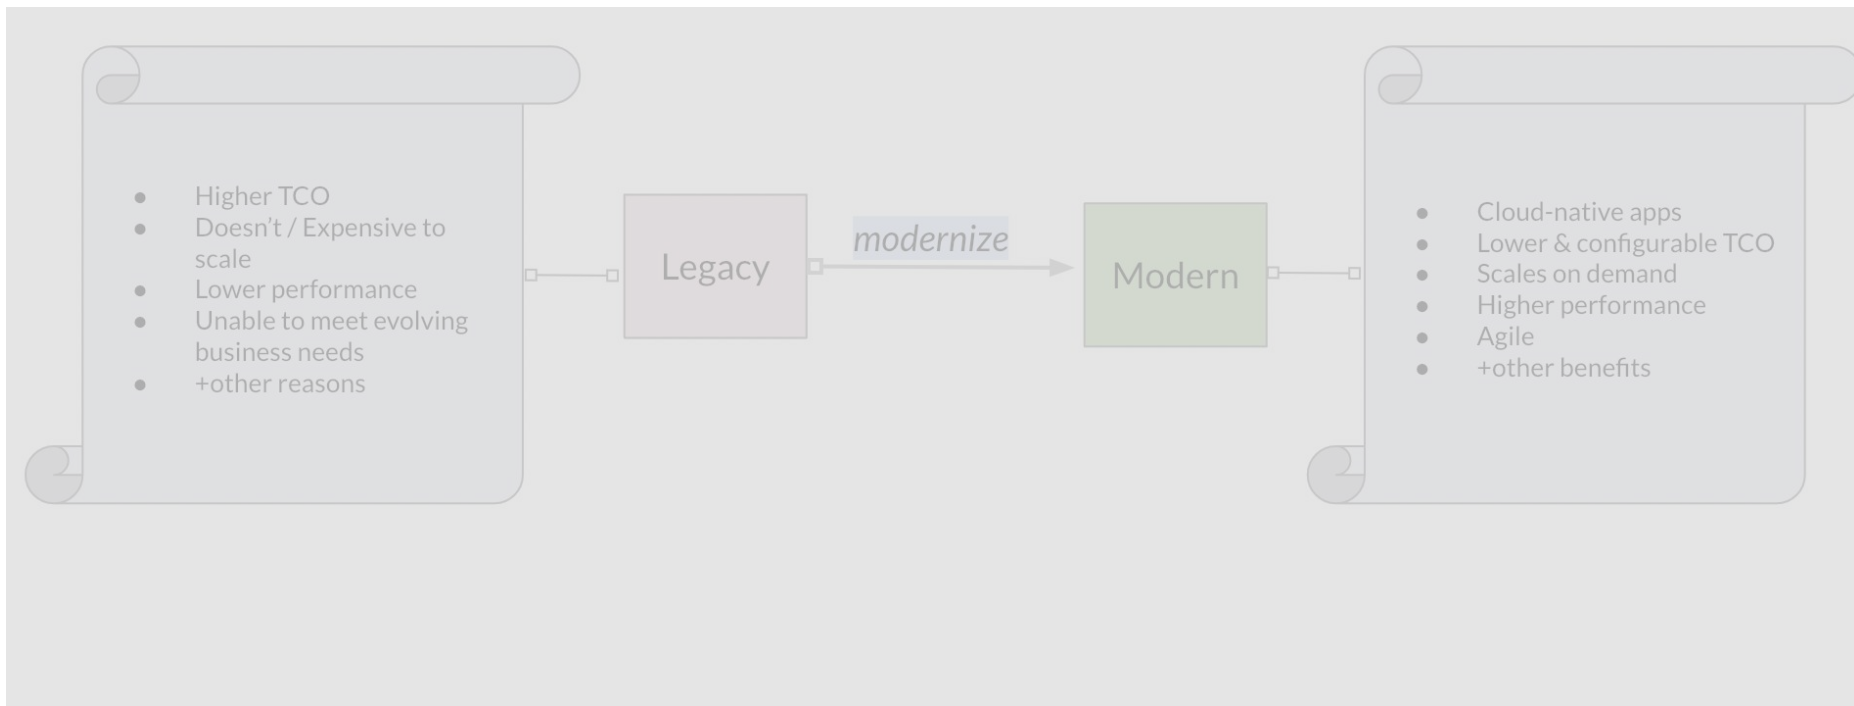 ● Higher TCO
● Doesn't / Expensive to
scale
● Lower performance
● Unable to meet evolving
business needs
● +other reasons
Legacy
modernize
Modern
● Cloud-native apps
● Lower & configurable TCO
● Scales on demand
● Higher performance
● Agile
● +other benefits